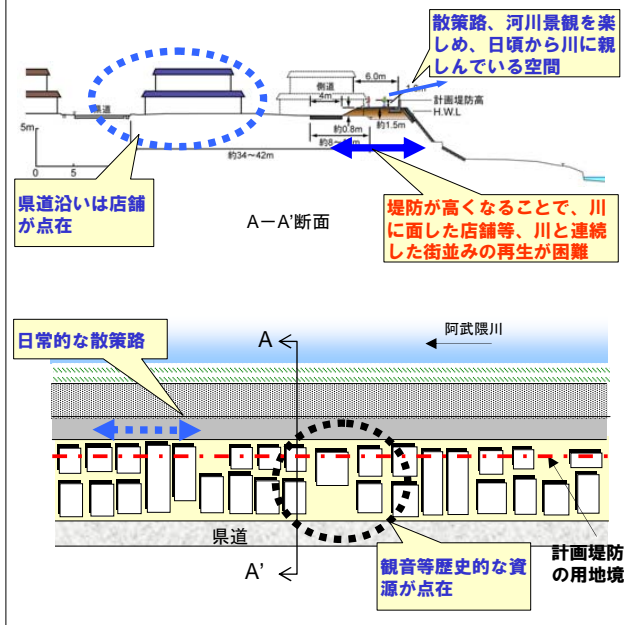 散策路、河川景観を楽
しめ、日頃から川に親
しんでいる空間
6.0m
側道
4m
計画堤防高
H.W.L
県道
5m
約0.8m
約1.5m
0
5
約34～42m
県道沿いは店舗
が点在
A－A'断面
堤防が高くなることで、川
に面した店舗等、川と連続
した街並みの再生が困難
日常的な散策路
A
阿武隈川
県道
A'
観音等歴史的な資
源が点在
計画堤防
の用地境